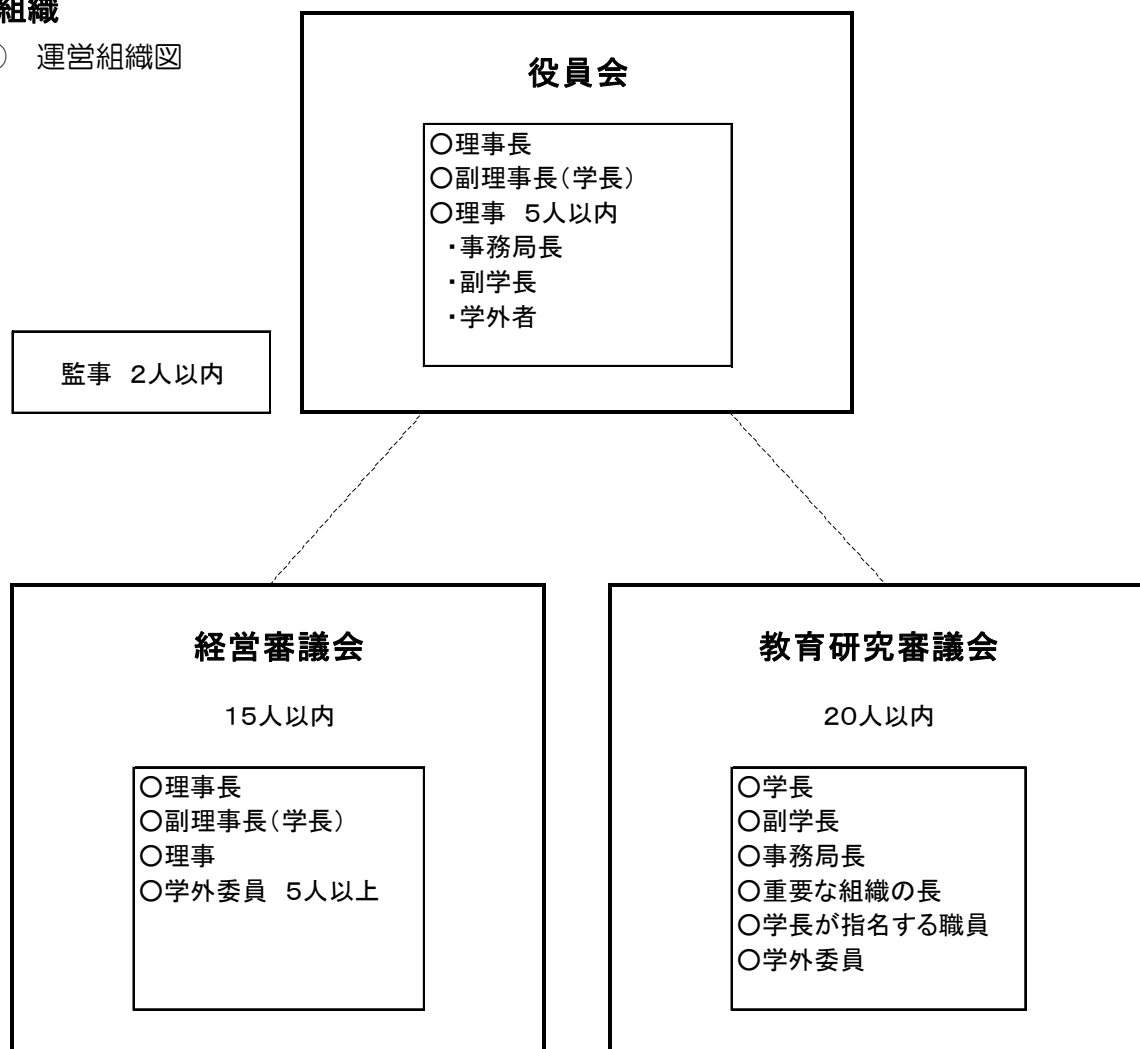 組織
） 運営組織図
役員会
○理事長
○副理事長(学長)
○理事 5人以内
・事務局長
・副学長
・学外者
監事 2人以内
経営審議会
15人以内
○理事長
○副理事長(学長)
○理事
○学外委員 5人以上
教育研究審議会
20人以内
○学長
○副学長
○事務局長
○重要な組織の長
○学長が指名する職員
○学外委員